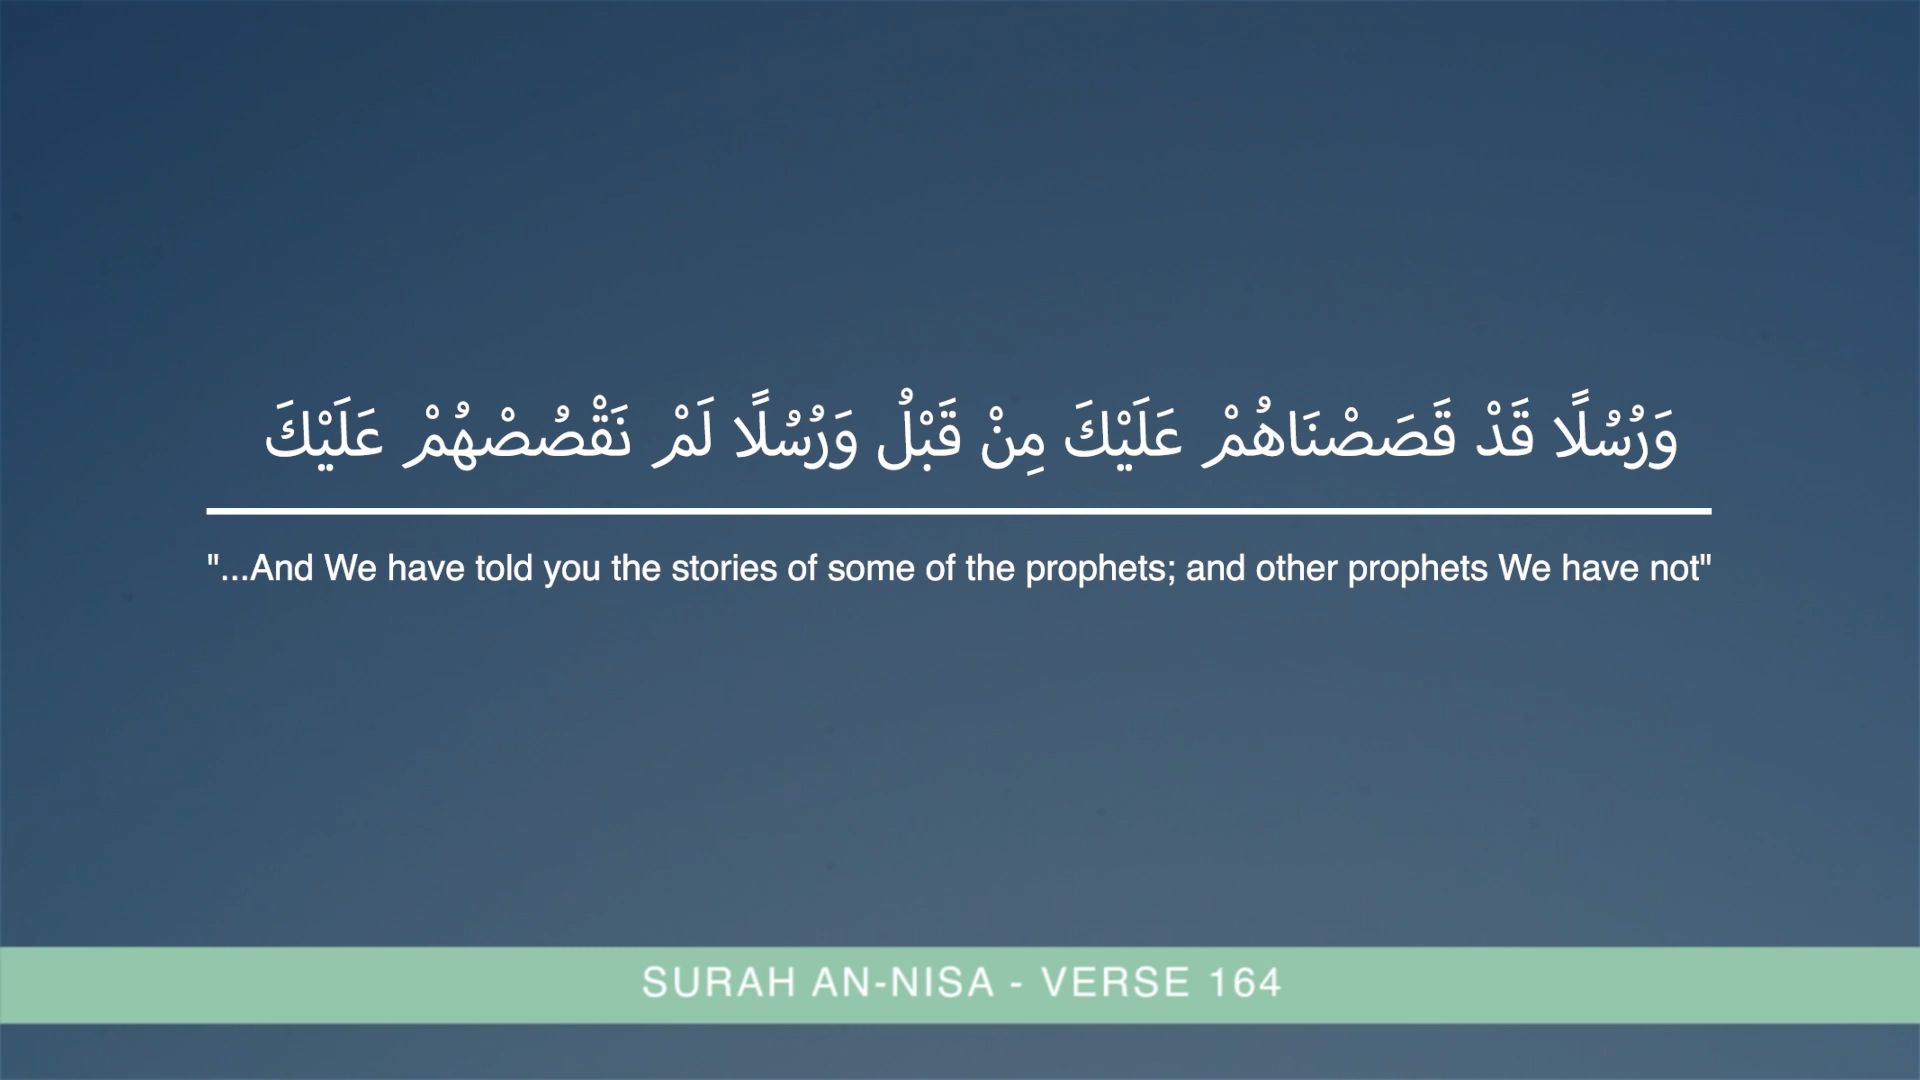 وَرُسُلًا قَدْ قَصَصْنَاهُمْ عَلَيْكَ مِنْ قَبْلُ وَرُسُلًا لَمْ نَقْصُصْهُمْ عَلَيْكَ
"...And We have told you the stories of some of the prophets; and other prophets We have not"
SURAH AN-NISA - VERSE 164